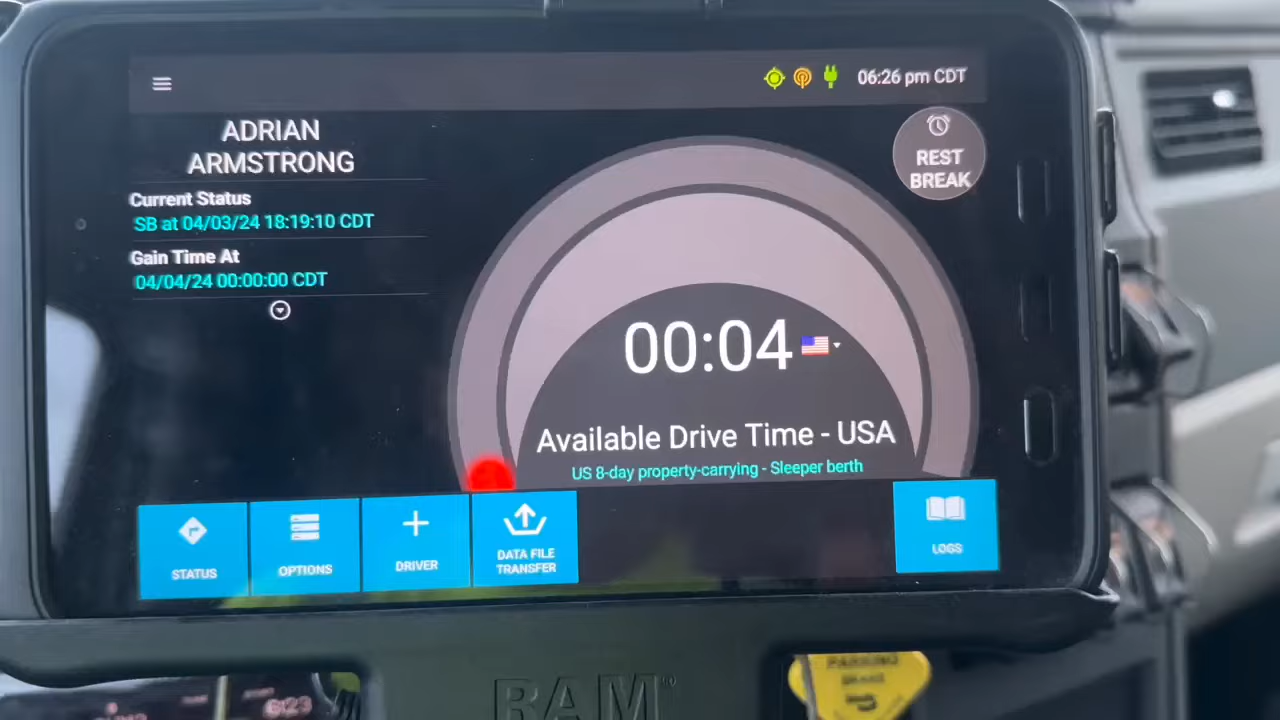 06:26 pm CDT
ADRIAN
ARMSTRONG
Current Status
SB at 04/03/24 18:19:10 CDT
Gain Time At
04/04/24 00:00:00 CDT
REST
BREAK
00:04
Available Drive Time - USA
US 8-day property-carrying - Sleeper berth
STATUS
OPTIONS
DRIVER
DATA FILE
TRANSFER
LOGS
RAM
PARKING
BRAKE
6:23